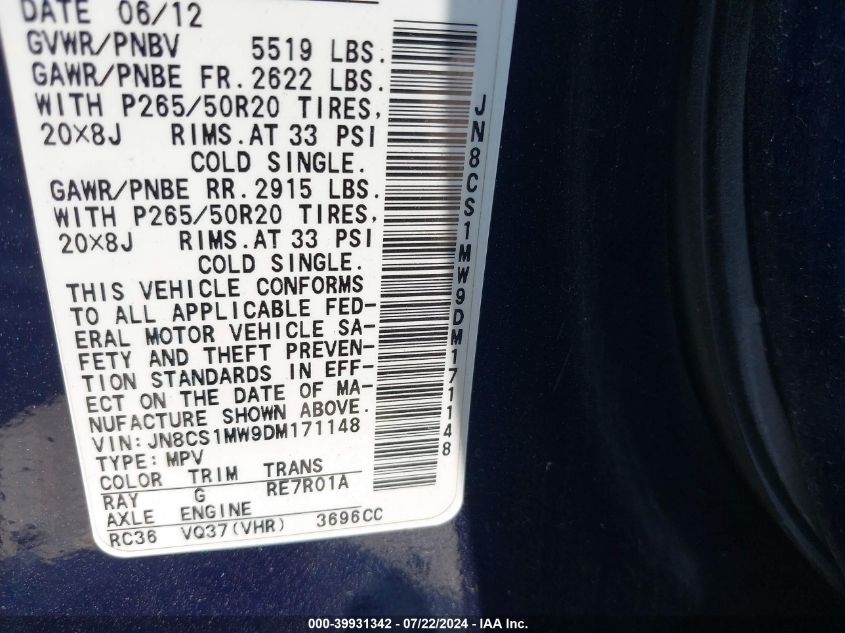 DATE 06/12
GVWR/PNBV 5519 LBS.
GAWR/PNBE FR. 2622 LBS.
WITH P265/50R20 TIRES,
20X8J RIMS. AT 33 PSI
COLD SINGLE.
GAWR/PNBE RR. 2915 LBS.
WITH P265/50R20 TIRES,
20X8J RIMS. AT 33 PSI
COLD SINGLE.
THIS VEHICLE CONFORMS
TO ALL APPLICABLE FED-
ERAL MOTOR VEHICLE SA-
FETY AND THEFT PREVEN-
TION STANDARDS IN EFF-
ECT ON THE DATE OF MA-
NUFACTURE SHOWN ABOVE.
VIN: JN8CS1MW9DM171148
TYPE: MPV
COLOR TRIM TRANS
RAY G RE7R01A
AXLE ENGINE
RC36 VQ37(VHR) 3696CC
JN8CS1MW9DM171148
000-39931342 - 07/22/2024 - IAA Inc.